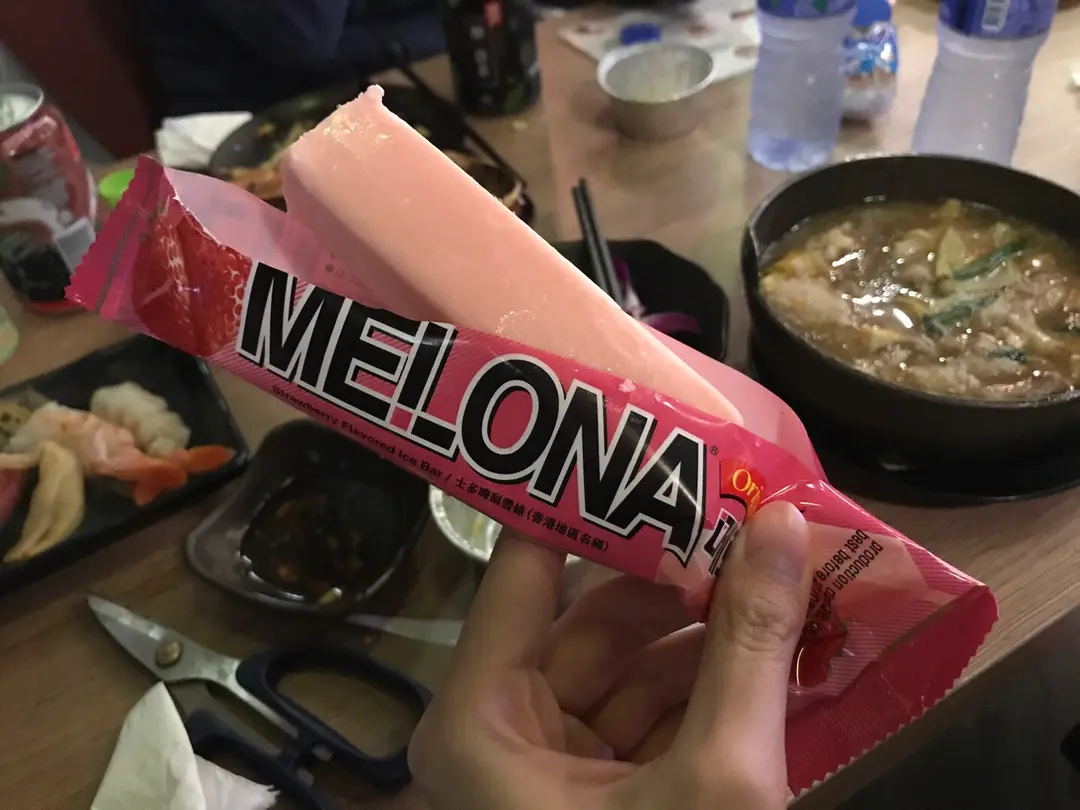 MELONA®
Strawberry Flavored Ice Bar / 士多啤梨雪條(香港地區名稱)
production date
best before